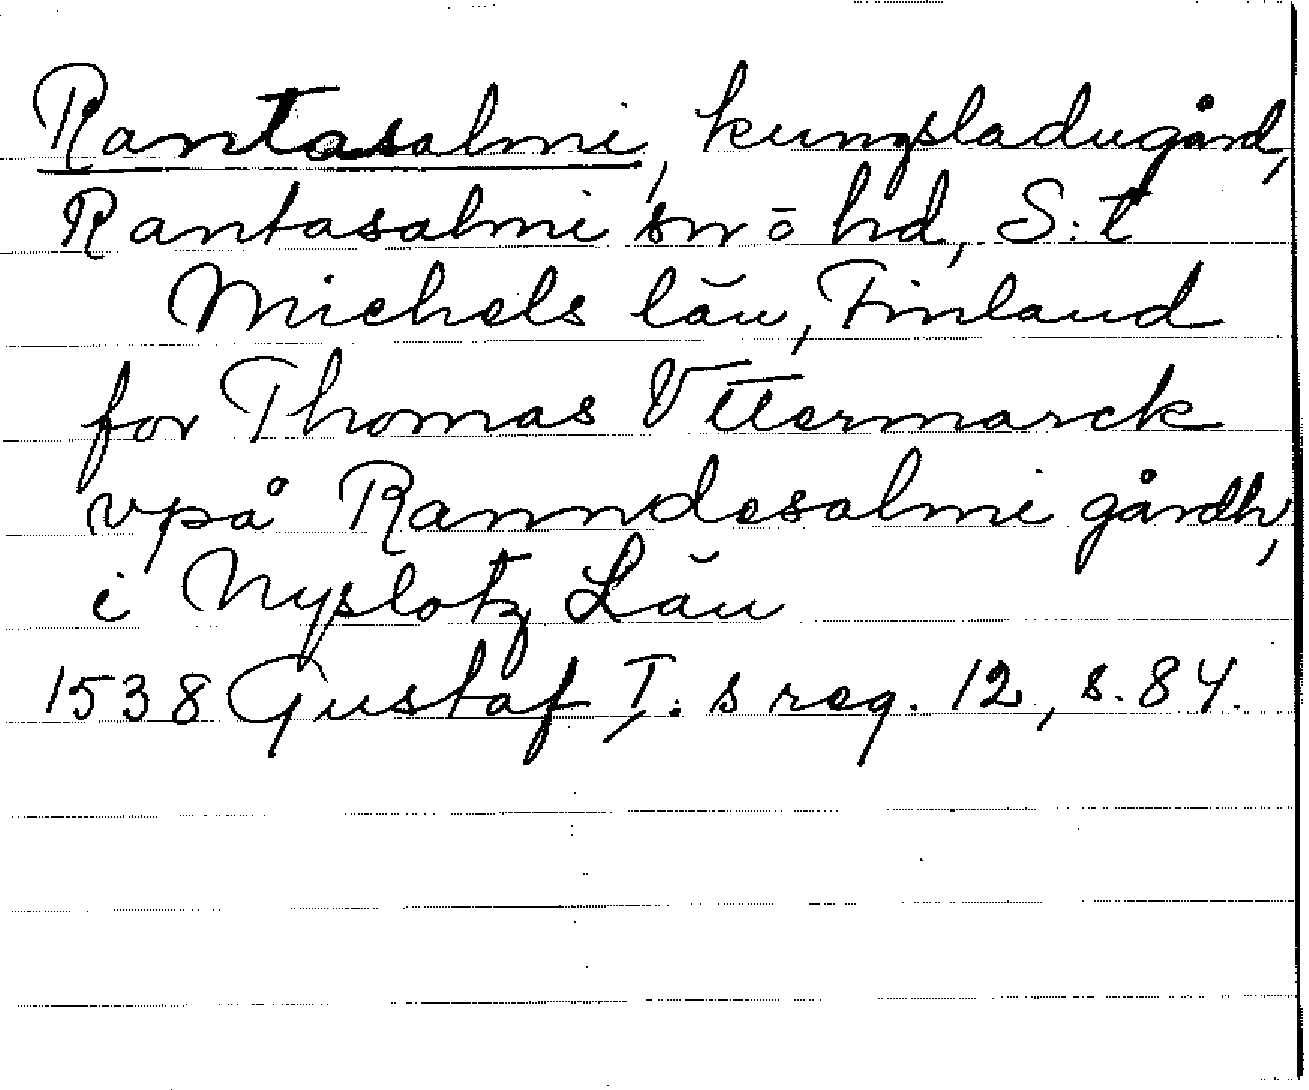 Rantasalmi, kungsladugård,
Rantasalmi sn o hd, S:t
Michels län, Finland
for Thomas Vttermarck
vpå Ranndesalmi gårdh,
i Nyslotz Län
1538 Gustaf I:s reg. 12, s. 84.